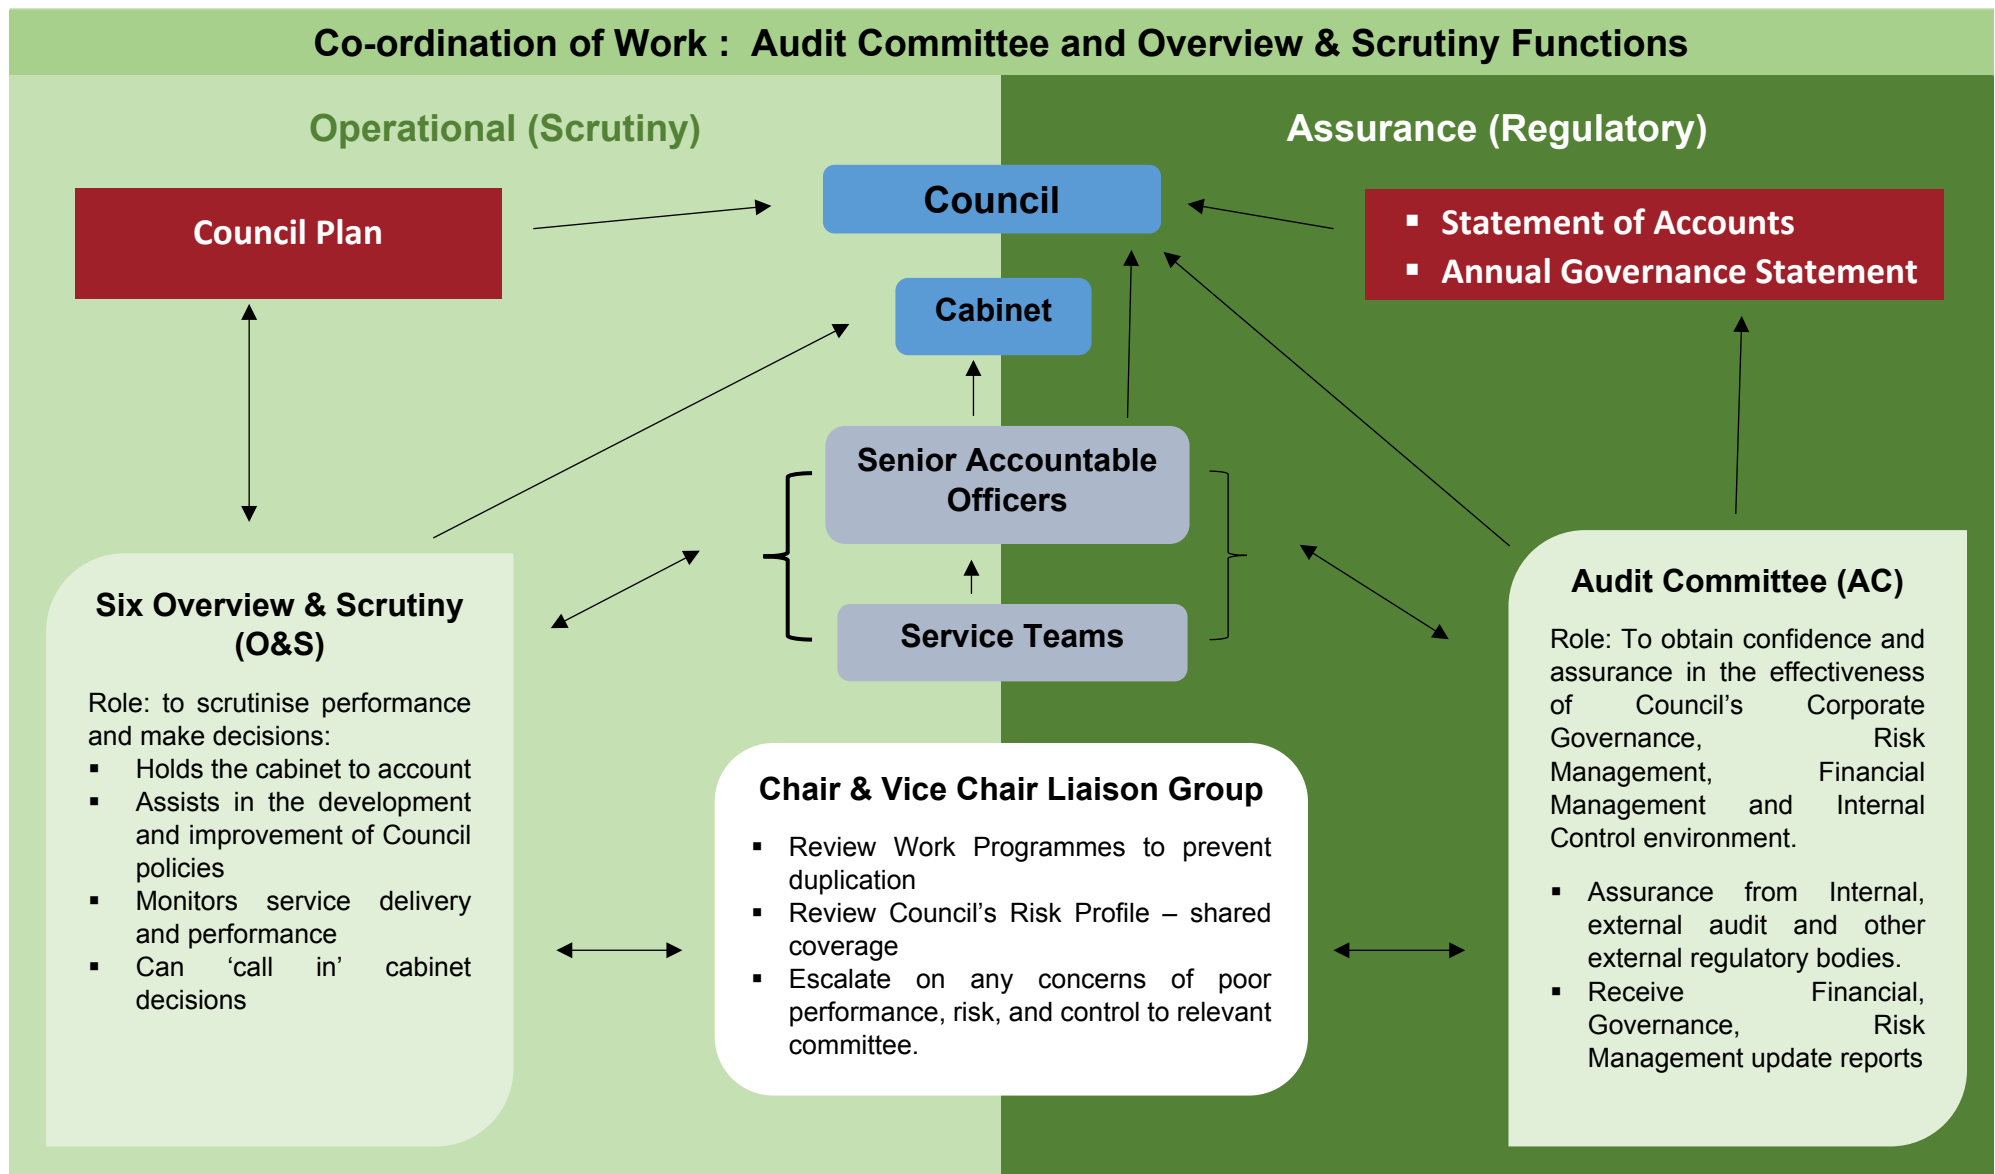 Co-ordination of Work :  Audit Committee and Overview & Scrutiny Functions
Operational (Scrutiny)
Assurance (Regulatory)
Council Plan
Council
▪ Statement of Accounts
▪ Annual Governance Statement
Cabinet
Senior Accountable
Officers
Service Teams
Six Overview & Scrutiny
(O&S)
Role: to scrutinise performance
and make decisions:
▪ Holds the cabinet to account
▪ Assists in the development
and improvement of Council
policies
▪ Monitors service delivery
and performance
▪ Can ‘call in’ cabinet
decisions
Chair & Vice Chair Liaison Group
▪ Review Work Programmes to prevent
duplication
▪ Review Council’s Risk Profile – shared
coverage
▪ Escalate on any concerns of poor
performance, risk, and control to relevant
committee.
Audit Committee (AC)
Role: To obtain confidence and
assurance in the effectiveness
of Council’s Corporate
Governance, Risk
Management, Financial
Management and Internal
Control environment.
▪ Assurance from Internal,
external audit and other
external regulatory bodies.
▪ Receive Financial,
Governance, Risk
Management update reports